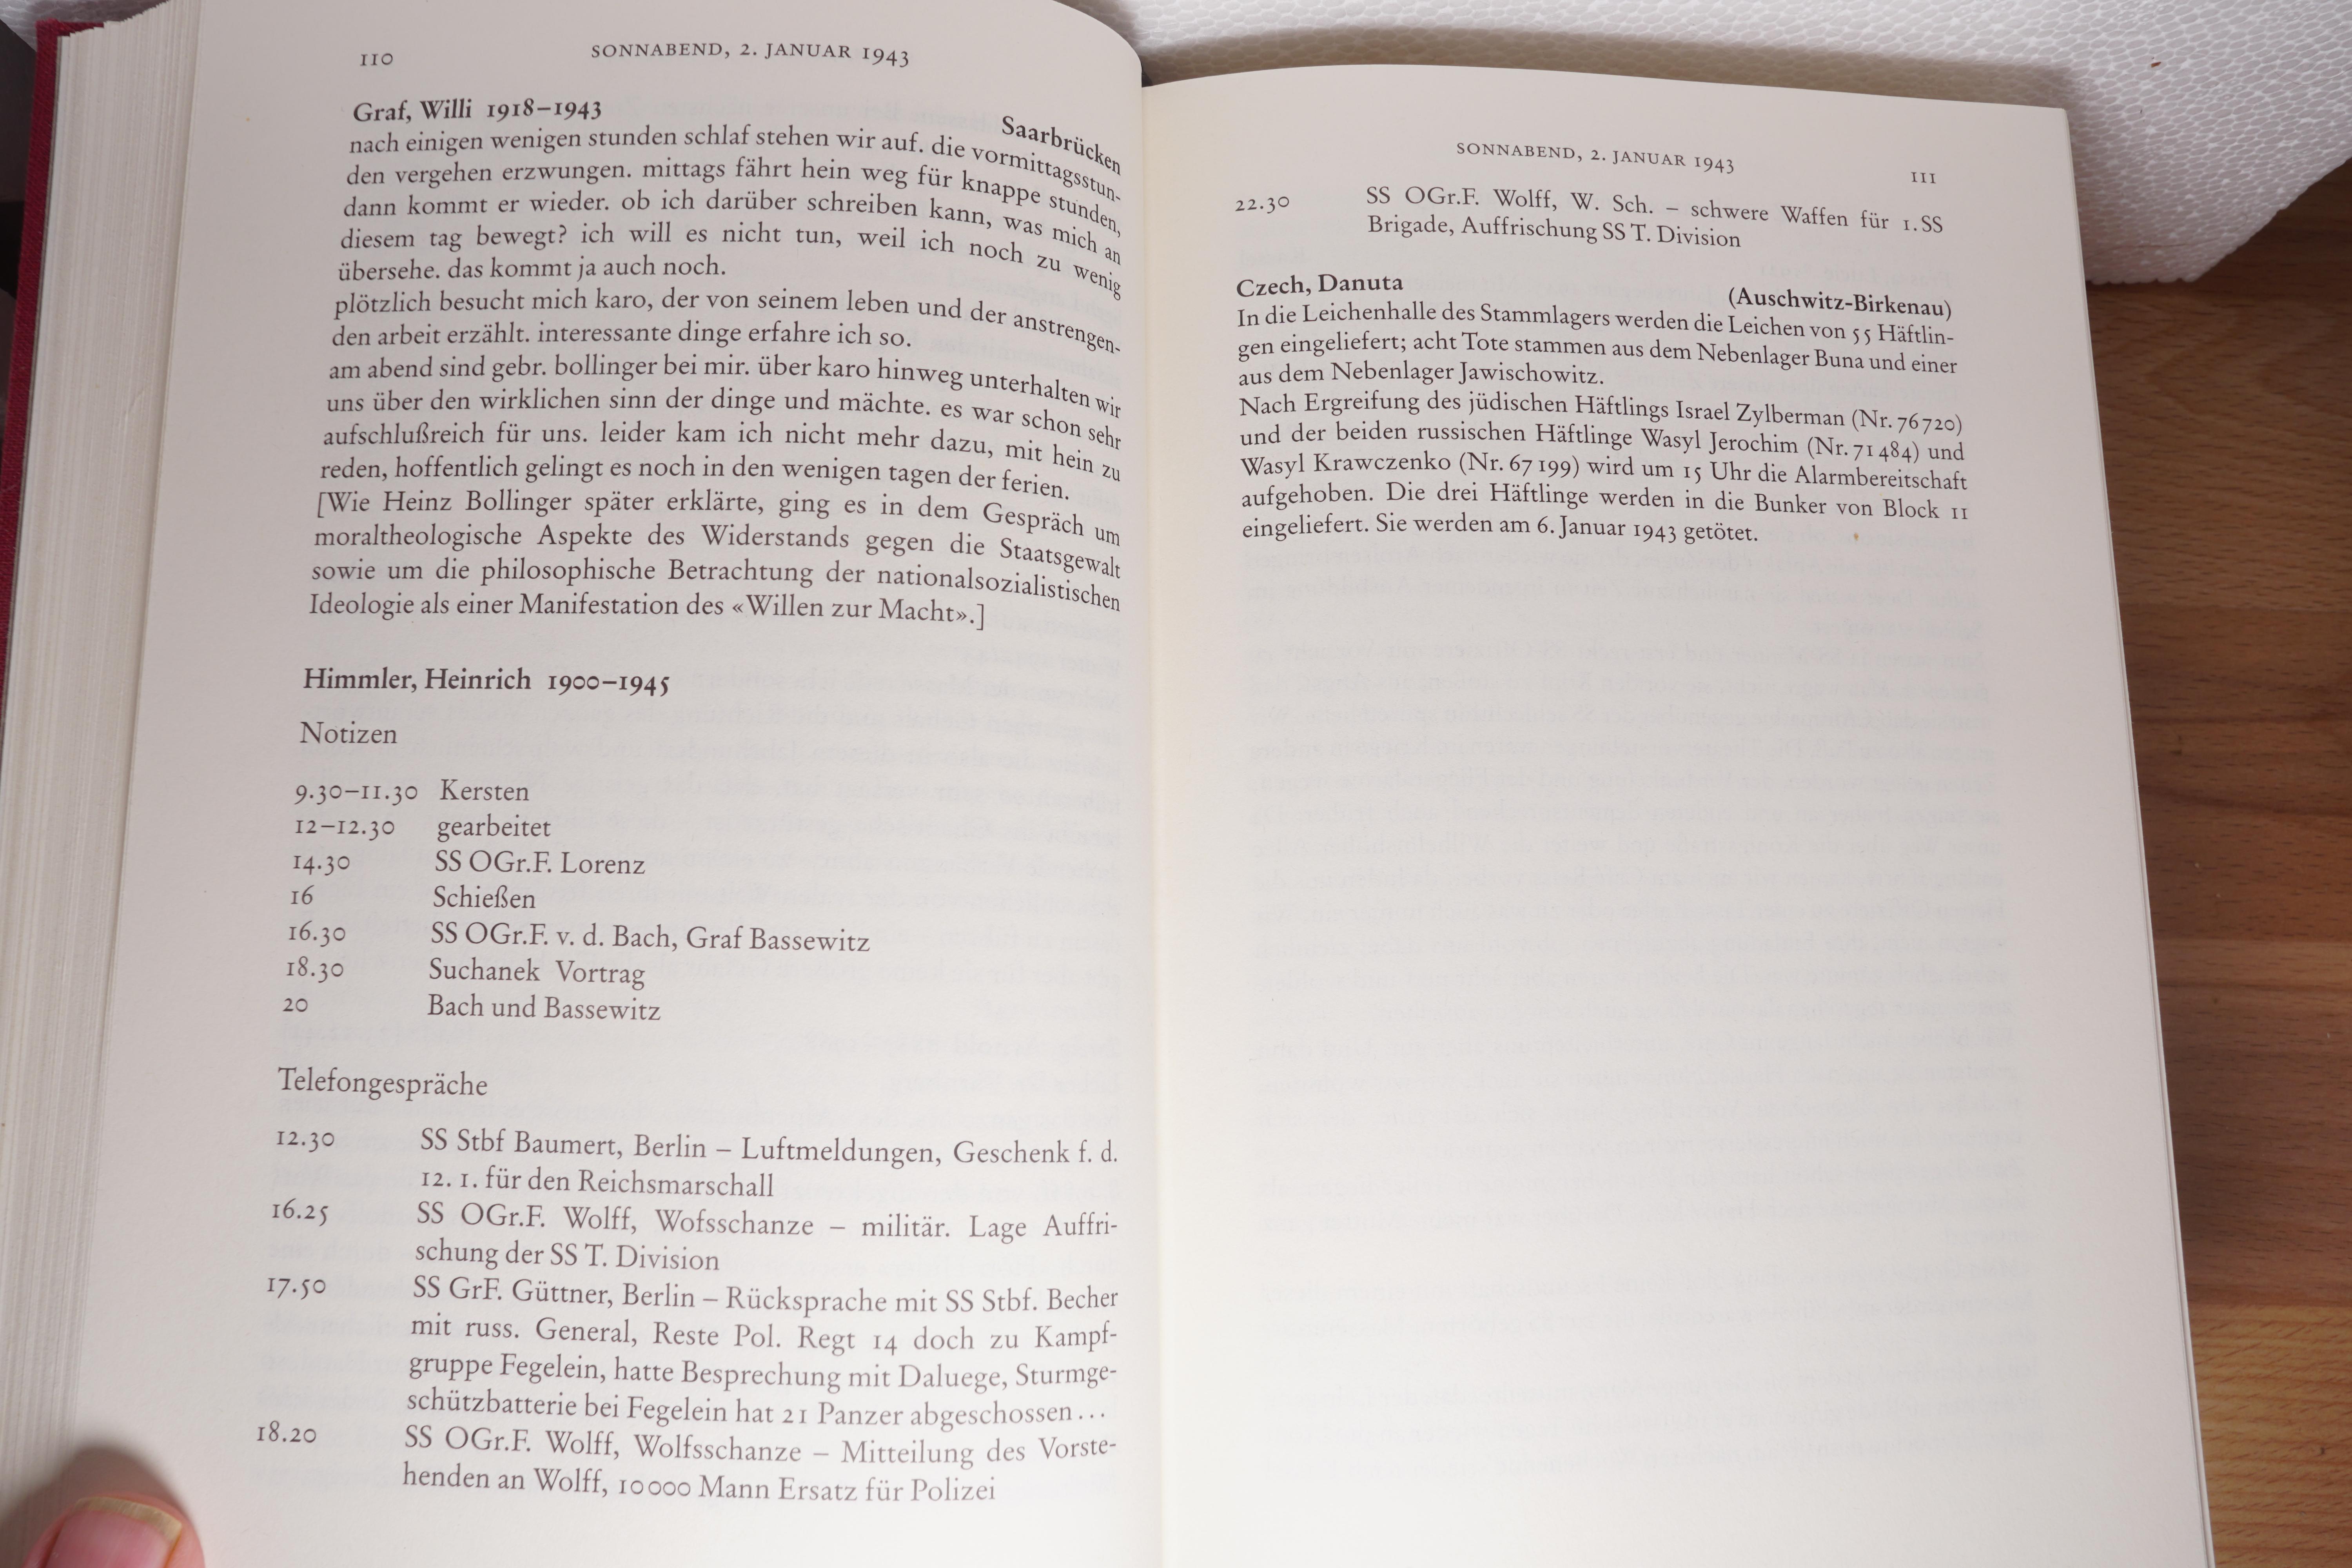 110
SONNABEND, 2. JANUAR 1943
Graf, Willi 1918–1943
Saarbrücken
nach einigen wenigen stunden schlaf stehen wir auf. die vormittagsstun-
den vergehen erzwungen. mittags fährt hein weg für knappe stunden,
dann kommt er wieder. ob ich darüber schreiben kann, was mich an
diesem tag bewegt? ich will es nicht tun, weil ich noch zu wenig
übersehe. das kommt ja auch noch.
plötzlich besucht mich karo, der von seinem leben und der anstrengen-
den arbeit erzählt. interessante dinge erfahre ich so.
am abend sind gebr. bollinger bei mir. über karo hinweg unterhalten wir
uns über den wirklichen sinn der dinge und mächte. es war schon sehr
aufschlußreich für uns. leider kam ich nicht mehr dazu, mit hein zu
reden, hoffentlich gelingt es noch in den wenigen tagen der ferien.
[Wie Heinz Bollinger später erklärte, ging es in dem Gespräch um
moraltheologische Aspekte des Widerstands gegen die Staatsgewalt
sowie um die philosophische Betrachtung der nationalsozialistischen
Ideologie als einer Manifestation des «Willen zur Macht».]
Himmler, Heinrich 1900–1945
Notizen
9.30–11.30 Kersten
12–12.30 gearbeitet
14.30 SS OGr.F. Lorenz
16 Schießen
16.30 SS OGr.F. v. d. Bach, Graf Bassewitz
18.30 Suchanek Vortrag
20 Bach und Bassewitz
Telefongespräche
12.30 SS Stbf Baumert, Berlin – Luftmeldungen, Geschenk f. d.
12. 1. für den Reichsmarschall
16.25 SS OGr.F. Wolff, Wofsschanze – militär. Lage Auffri-
schung der SS T. Division
17.50 SS GrF. Güttner, Berlin – Rücksprache mit SS Stbf. Becher
mit russ. General, Reste Pol. Regt 14 doch zu Kampf-
gruppe Fegelein, hatte Besprechung mit Daluege, Sturmge-
schützbatterie bei Fegelein hat 21 Panzer abgeschossen ...
18.20 SS OGr.F. Wolff, Wolfsschanze – Mitteilung des Vorste-
henden an Wolff, 10 000 Mann Ersatz für Polizei
SONNABEND, 2. JANUAR 1943
111
22.30 SS OGr.F. Wolff, W. Sch. – schwere Waffen für 1. SS
Brigade, Auffrischung SS T. Division
Czech, Danuta
(Auschwitz-Birkenau)
In die Leichenhalle des Stammlagers werden die Leichen von 55 Häftlin-
gen eingeliefert; acht Tote stammen aus dem Nebenlager Buna und einer
aus dem Nebenlager Jawischowitz.
Nach Ergreifung des jüdischen Häftlings Israel Zylberman (Nr. 76 720)
und der beiden russischen Häftlinge Wasyl Jerochim (Nr. 71 484) und
Wasyl Krawczenko (Nr. 67 199) wird um 15 Uhr die Alarmbereitschaft
aufgehoben. Die drei Häftlinge werden in die Bunker von Block 11
eingeliefert. Sie werden am 6. Januar 1943 getötet.